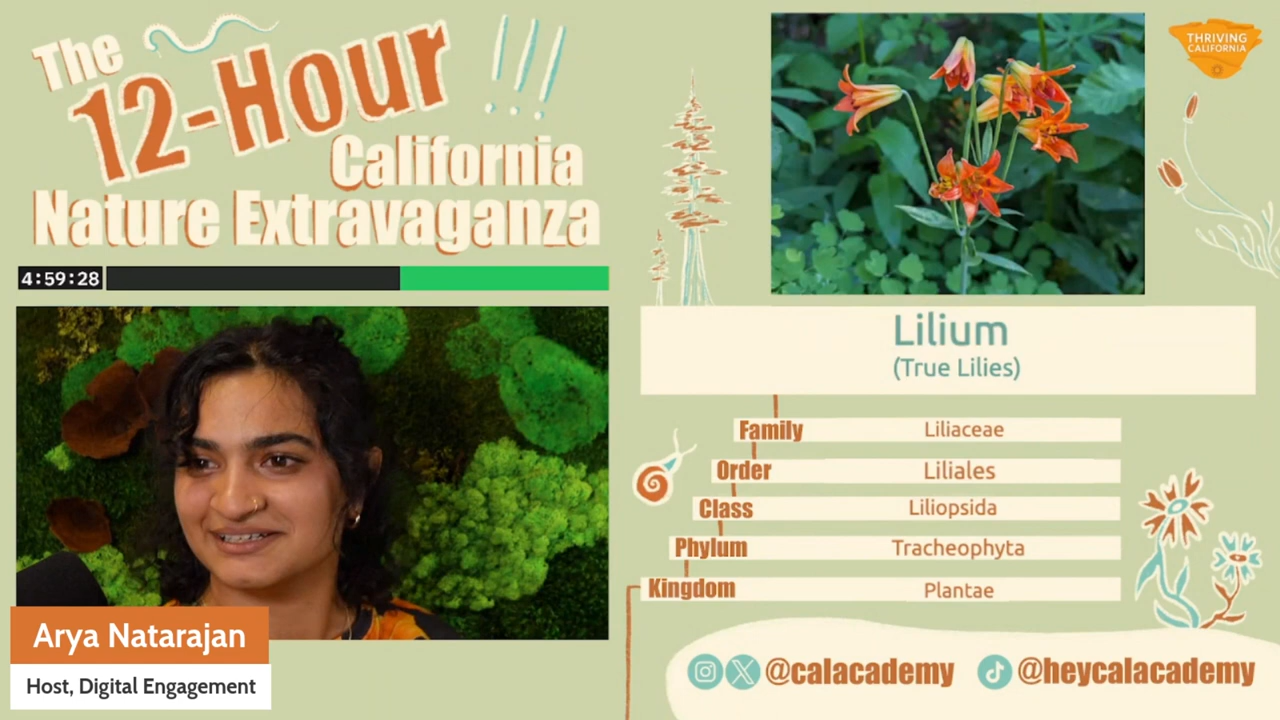 The
12-Hour
!!!
California
Nature Extravaganza
4:59:28
THRIVING
CALIFORNIA
Lilium
(True Lilies)
Family Liliaceae
Order Liliales
Class Liliopsida
Phylum Tracheophyta
Kingdom Plantae
Arya Natarajan
Host, Digital Engagement
@calacademy @heycalacademy